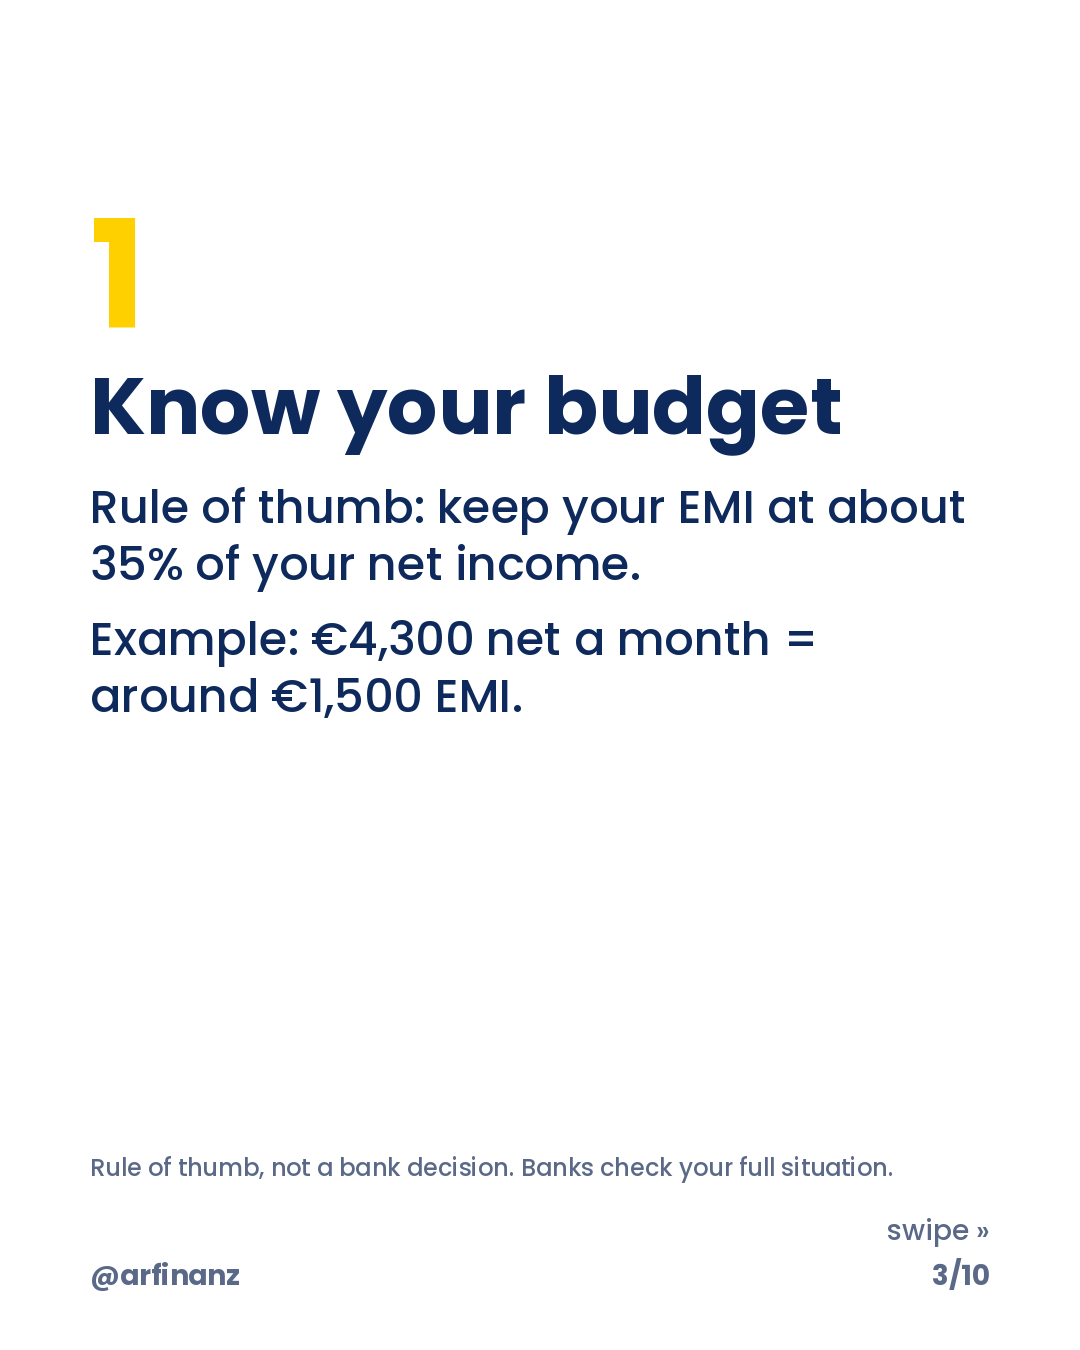 1
Know your budget
Rule of thumb: keep your EMI at about
35% of your net income.
Example: €4,300 net a month =
around €1,500 EMI.
Rule of thumb, not a bank decision. Banks check your full situation.
swipe »
@arfinanz
3/10